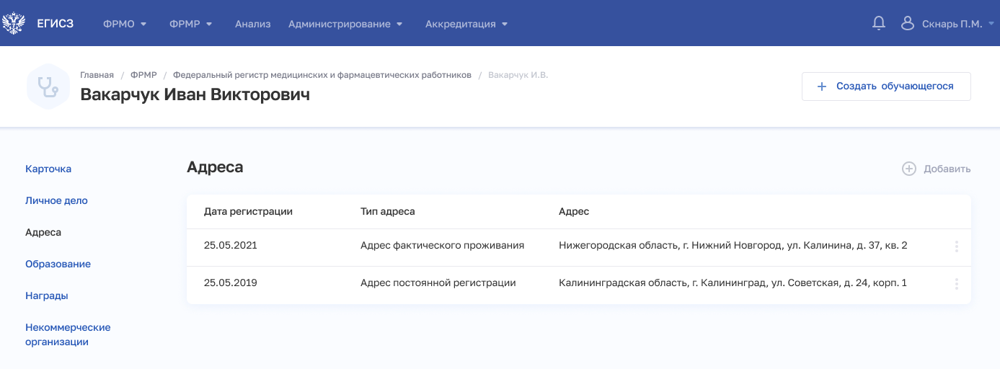 ЕГИСЗ ФРМО ФРМР Анализ Администрирование Аккредитация Скнарь П.М.
Главная / ФРМР / Федеральный регистр медицинских и фармацевтических работников / Вакарчук И.В.
Вакарчук Иван Викторович
+ Создать обучающегося
Карточка
Личное дело
Адреса
Образование
Награды
Некоммерческие
организации
Адреса
Добавить
Дата регистрации Тип адреса Адрес
25.05.2021 Адрес фактического проживания Нижегородская область, г. Нижний Новгород, ул. Калинина, д. 37, кв. 2
25.05.2019 Адрес постоянной регистрации Калининградская область, г. Калининград, ул. Советская, д. 24, корп. 1